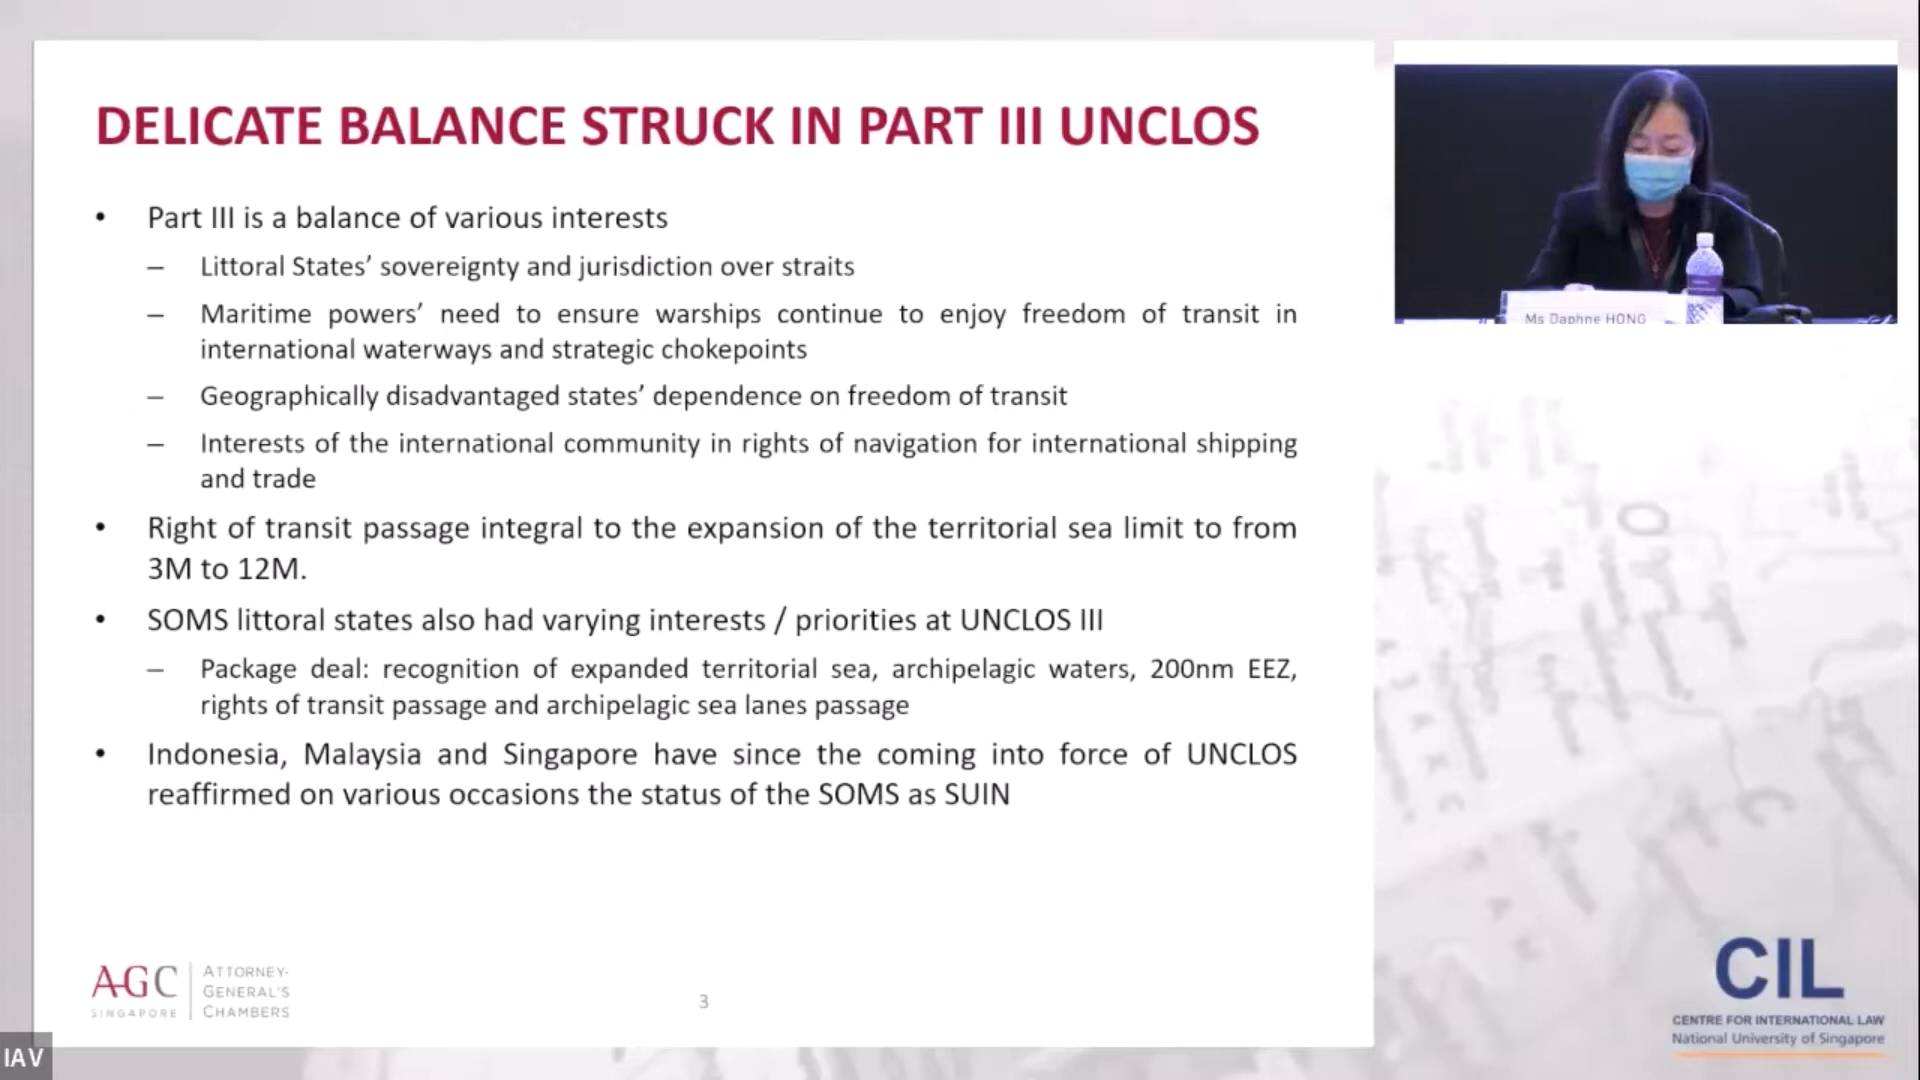 DELICATE BALANCE STRUCK IN PART III UNCLOS
• Part III is a balance of various interests
– Littoral States’ sovereignty and jurisdiction over straits
– Maritime powers’ need to ensure warships continue to enjoy freedom of transit in
international waterways and strategic chokepoints
– Geographically disadvantaged states’ dependence on freedom of transit
– Interests of the international community in rights of navigation for international shipping
and trade
• Right of transit passage integral to the expansion of the territorial sea limit to from
3M to 12M.
• SOMS littoral states also had varying interests / priorities at UNCLOS III
– Package deal: recognition of expanded territorial sea, archipelagic waters, 200nm EEZ,
rights of transit passage and archipelagic sea lanes passage
• Indonesia, Malaysia and Singapore have since the coming into force of UNCLOS
reaffirmed on various occasions the status of the SOMS as SUIN
AGC
SINGAPORE
ATTORNEY-
GENERAL'S
CHAMBERS
3
Ms Daphne HONG
CIL
CENTRE FOR INTERNATIONAL LAW
National University of Singapore
IAV